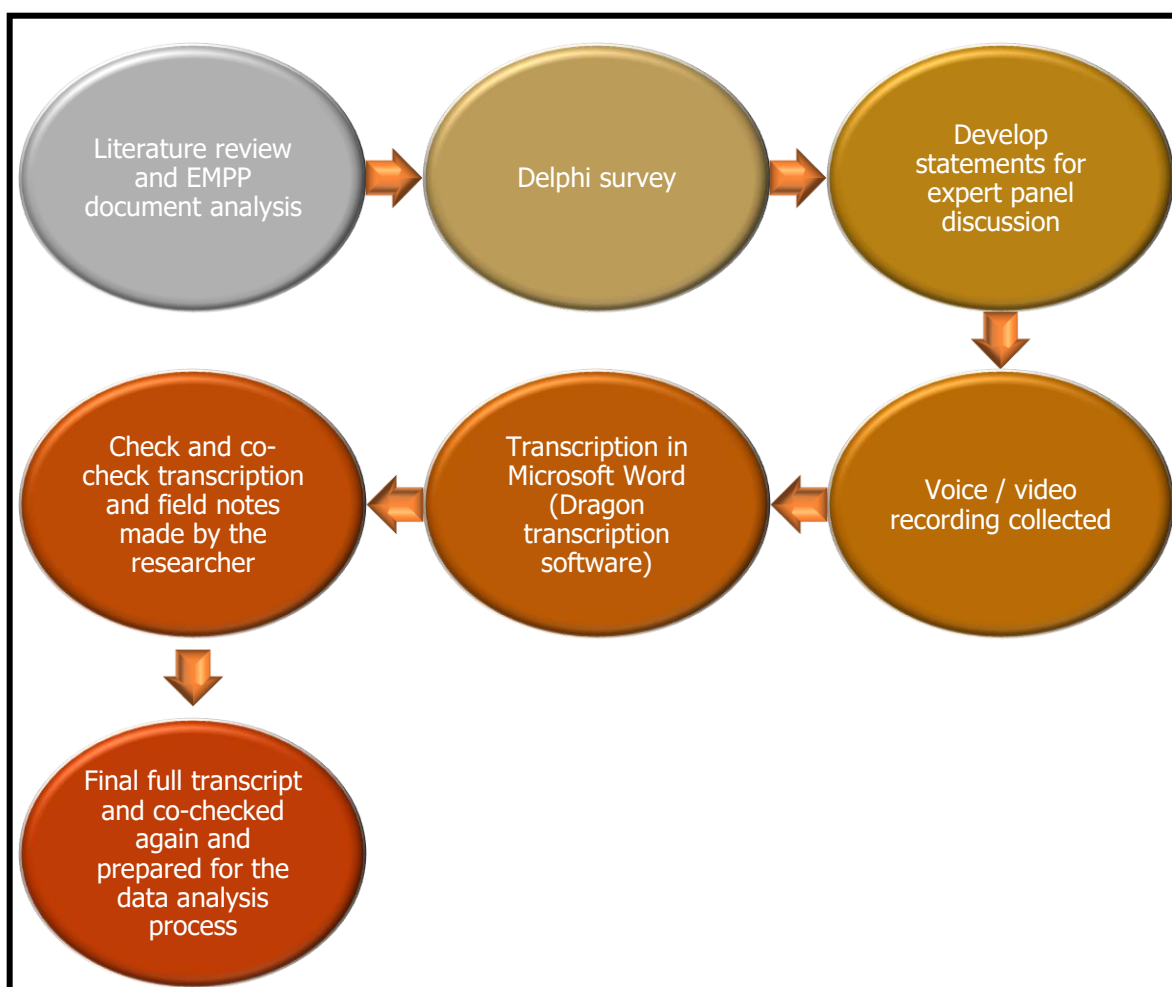 Literature review
and EMPP
document analysis
Delphi survey
Develop
statements for
expert panel
discussion
Voice / video
recording collected
Transcription in
Microsoft Word
(Dragon
transcription
software)
Check and co-
check transcription
and field notes
made by the
researcher
Final full transcript
and co-checked
again and
prepared for the
data analysis
process